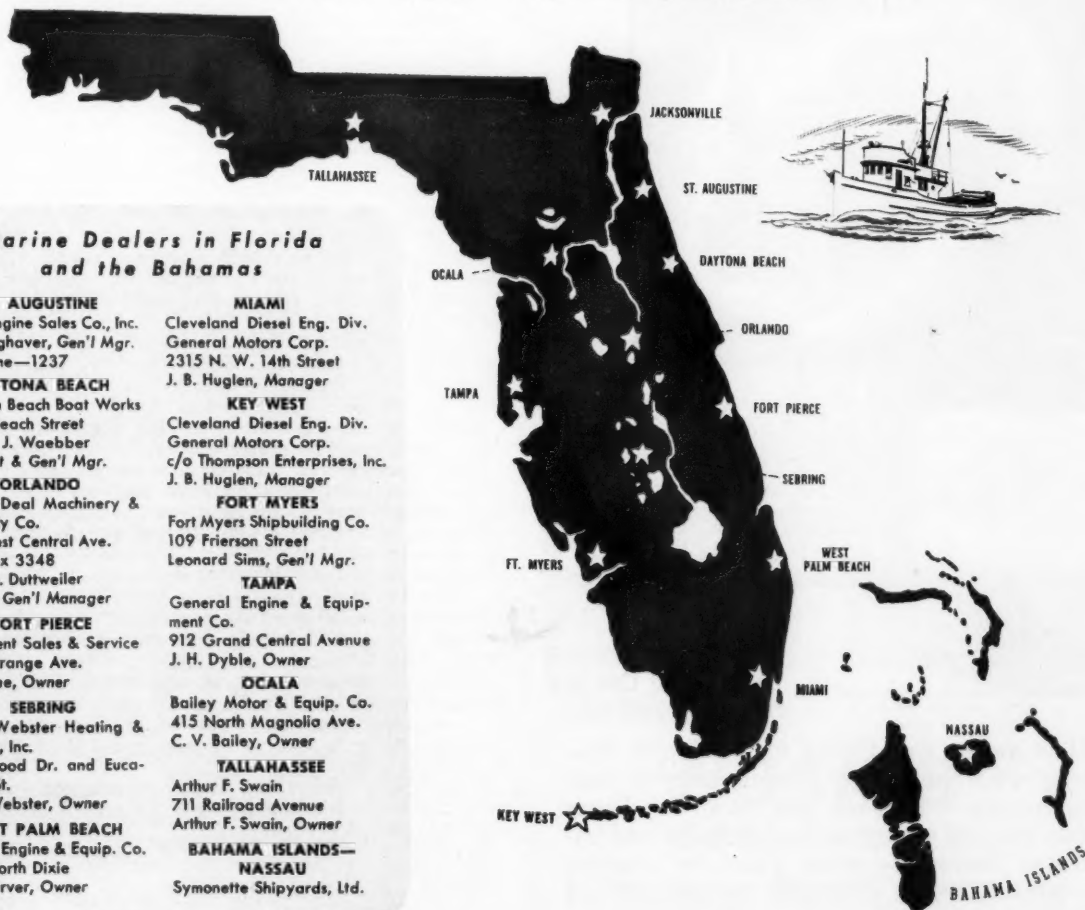 arine Dealers in Florida
and the Bahamas
AUGUSTINE
gine Sales Co., Inc.
ghaver, Gen'l Mgr.
ne—1237
TONA BEACH
Beach Boat Works
each Street
J. Waebber
t & Gen'l Mgr.
ORLANDO
Deal Machinery &
y Co.
st Central Ave.
x 3348
. Duttweiler
Gen'l Manager
ORT PIERCE
ent Sales & Service
range Ave.
e, Owner
SEBRING
Webster Heating &
, Inc.
ood Dr. and Euca-
t.
ebster, Owner
T PALM BEACH
Engine & Equip. Co.
orth Dixie
rver, Owner
MIAMI
Cleveland Diesel Eng. Div.
General Motors Corp.
2315 N. W. 14th Street
J. B. Huglen, Manager
KEY WEST
Cleveland Diesel Eng. Div.
General Motors Corp.
c/o Thompson Enterprises, Inc.
J. B. Huglen, Manager
FORT MYERS
Fort Myers Shipbuilding Co.
109 Frierson Street
Leonard Sims, Gen'l Mgr.
TAMPA
General Engine & Equip-
ment Co.
912 Grand Central Avenue
J. H. Dyble, Owner
OCALA
Bailey Motor & Equip. Co.
415 North Magnolia Ave.
C. V. Bailey, Owner
TALLAHASSEE
Arthur F. Swain
711 Railroad Avenue
Arthur F. Swain, Owner
BAHAMA ISLANDS—
NASSAU
Symonette Shipyards, Ltd.
JACKSONVILLE
TALLAHASSEE
ST. AUGUSTINE
OCALA
DAYTONA BEACH
ORLANDO
TAMPA
FORT PIERCE
SEBRING
FT. MYERS
WEST
PALM BEACH
MIAMI
NASSAU
KEY WEST
BAHAMA ISLANDS